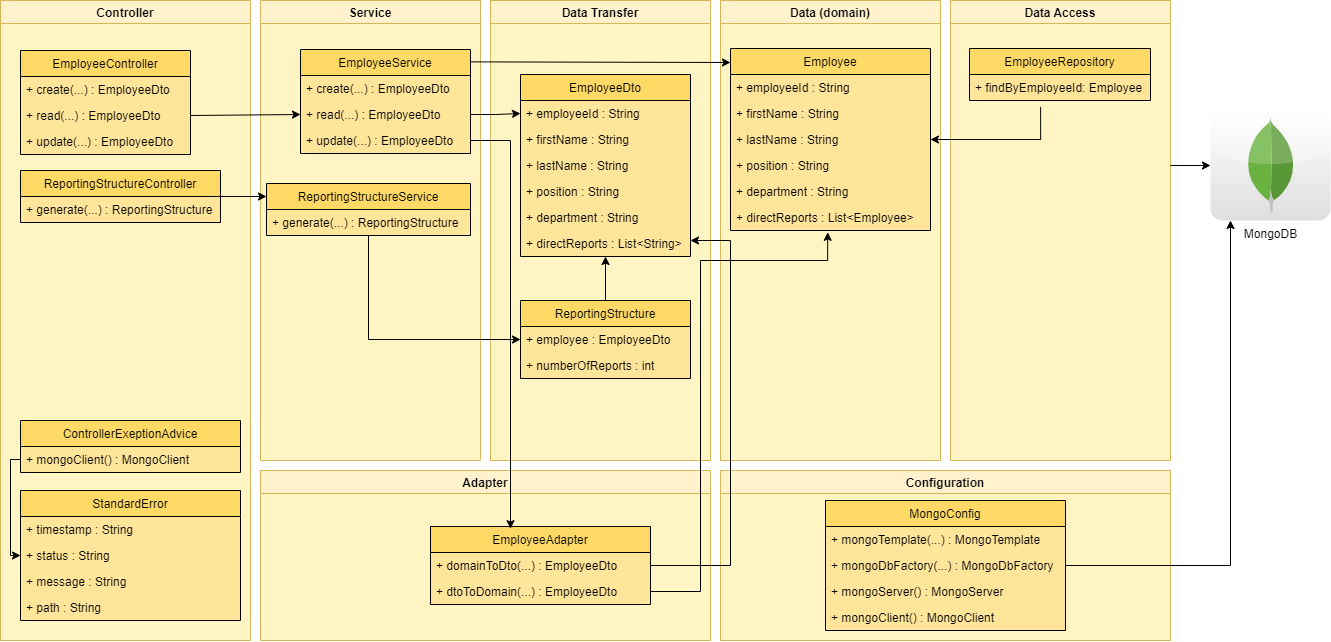 Controller
EmployeeController
+ create(...) : EmployeeDto
+ read(...) : EmployeeDto
+ update(...) : EmployeeDto
ReportingStructureController
+ generate(...) : ReportingStructure
ControllerExeptionAdvice
+ mongoClient() : MongoClient
StandardError
+ timestamp : String
+ status : String
+ message : String
+ path : String
Service
EmployeeService
+ create(...) : EmployeeDto
+ read(...) : EmployeeDto
+ update(...) : EmployeeDto
ReportingStructureService
+ generate(...) : ReportingStructure
Data Transfer
EmployeeDto
+ employeeId : String
+ firstName : String
+ lastName : String
+ position : String
+ department : String
+ directReports : List<String>
ReportingStructure
+ employee : EmployeeDto
+ numberOfReports : int
Data (domain)
Employee
+ employeeId : String
+ firstName : String
+ lastName : String
+ position : String
+ department : String
+ directReports : List<Employee>
Data Access
EmployeeRepository
+ findByEmployeeId: Employee
MongoDB
Adapter
EmployeeAdapter
+ domainToDto(...) : EmployeeDto
+ dtoToDomain(...) : EmployeeDto
Configuration
MongoConfig
+ mongoTemplate(...) : MongoTemplate
+ mongoDbFactory(...) : MongoDbFactory
+ mongoServer() : MongoServer
+ mongoClient() : MongoClient